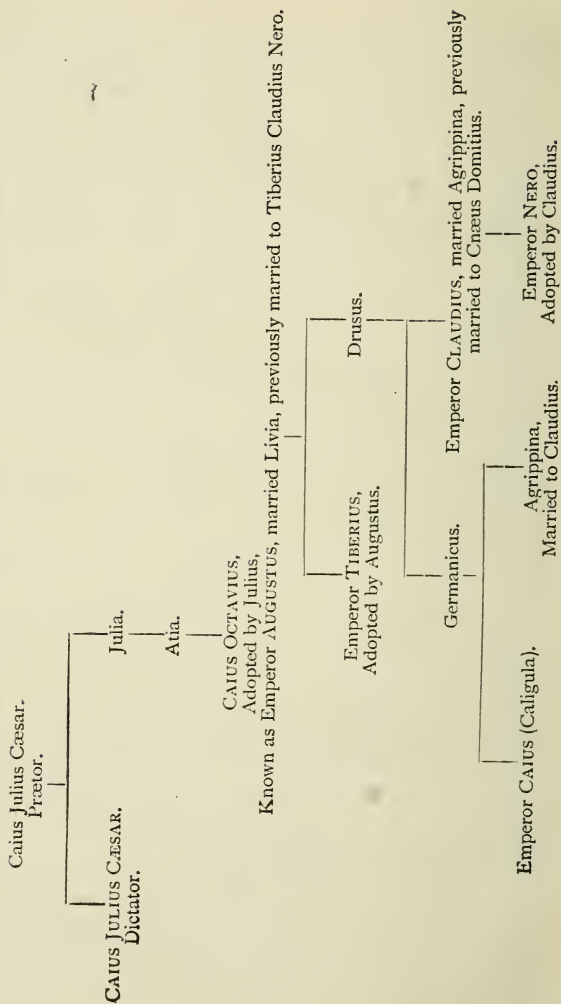 Caius Julius Cæsar.
Prætor.
CAIUS JULIUS CÆSAR.
Dictator.
Julia.
Atia.
CAIUS OCTAVIUS,
Adopted by Julius,
Known as Emperor AUGUSTUS, married Livia, previously married to Tiberius Claudius Nero.
Emperor TIBERIUS,
Adopted by Augustus.
Drusus.
Germanicus.
Emperor CLAUDIUS, married Agrippina, previously
married to Cnæus Domitius.
Emperor CAIUS (Caligula).
Agrippina,
Married to Claudius.
Emperor NERO,
Adopted by Claudius.